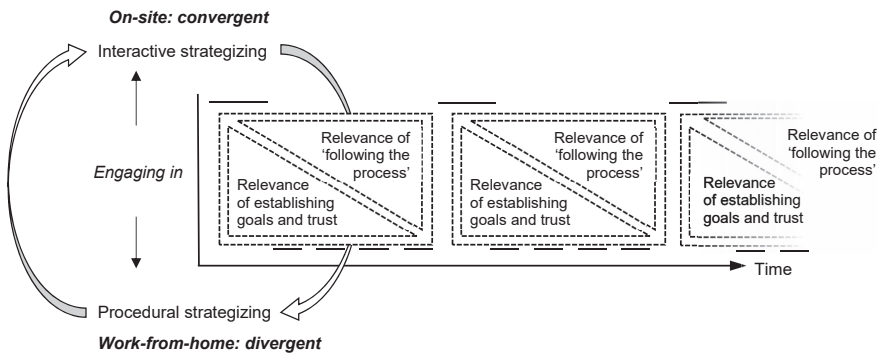 On-site: convergent
Interactive strategizing
Engaging in
Procedural strategizing
Work-from-home: divergent
Relevance of
‘following the
process’
Relevance
of establishing
goals and trust
Relevance of
‘following the
process’
Relevance
of establishing
goals and trust
Relevance of
‘following the
process’
Relevance
of establishing
goals and trust
Time